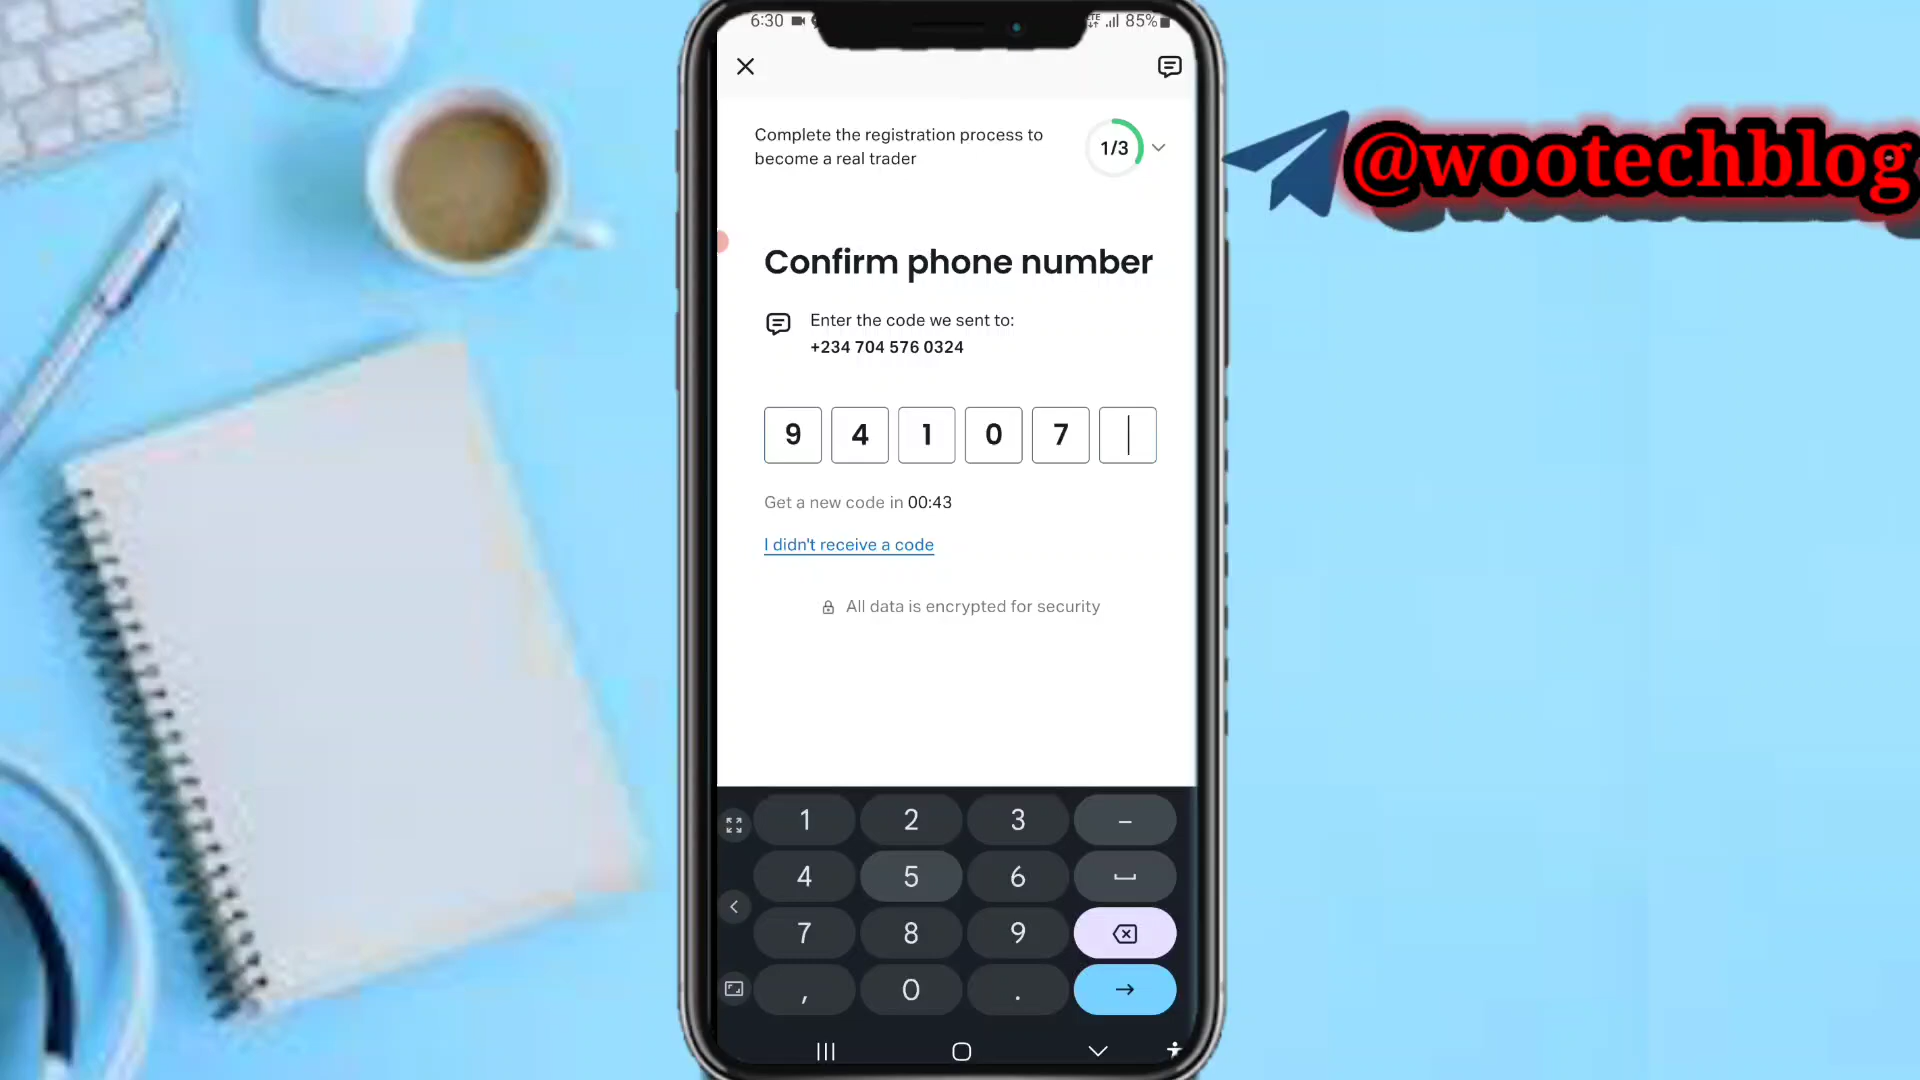 6:30
LTE
85%
Complete the registration process to
become a real trader
1/3
@wootechblog
Confirm phone number
Enter the code we sent to:
+234 704 576 0324
9 4 1 0 7
Get a new code in 00:43
I didn't receive a code
All data is encrypted for security
1 2 3 –
4 5 6
7 8 9
, 0 .